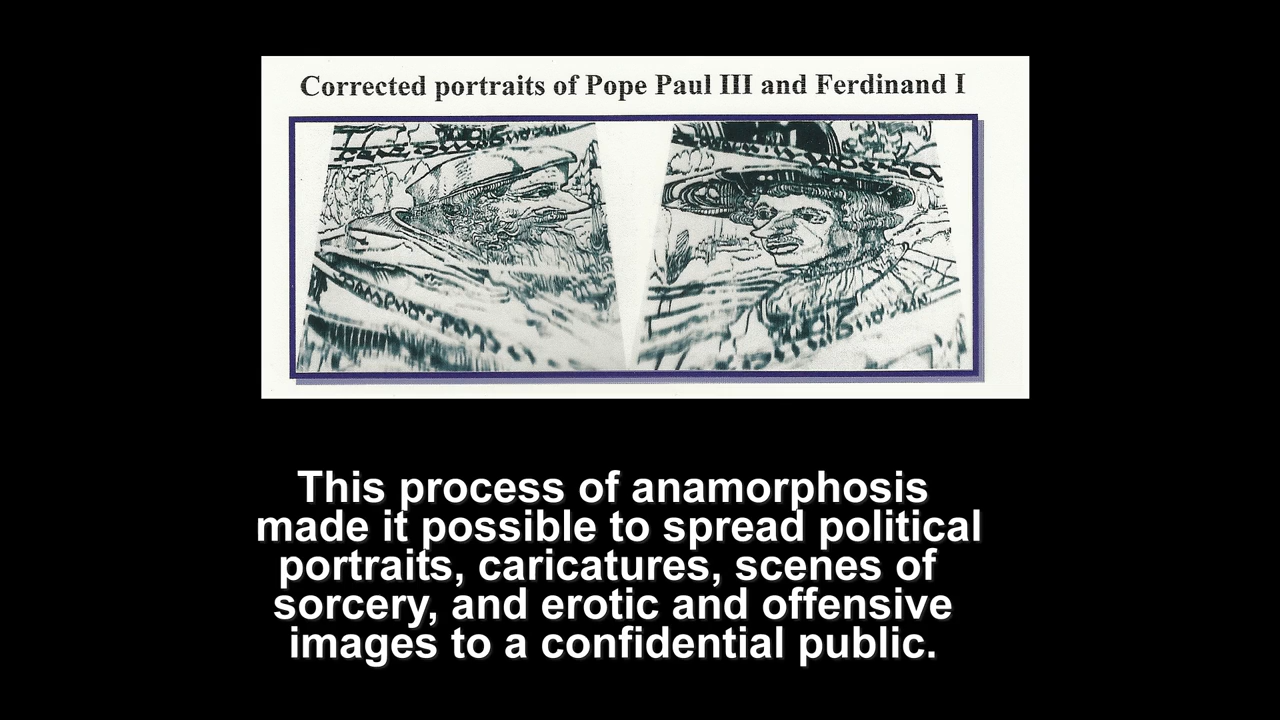 Corrected portraits of Pope Paul III and Ferdinand I
This process of anamorphosis
made it possible to spread political
portraits, caricatures, scenes of
sorcery, and erotic and offensive
images to a confidential public.